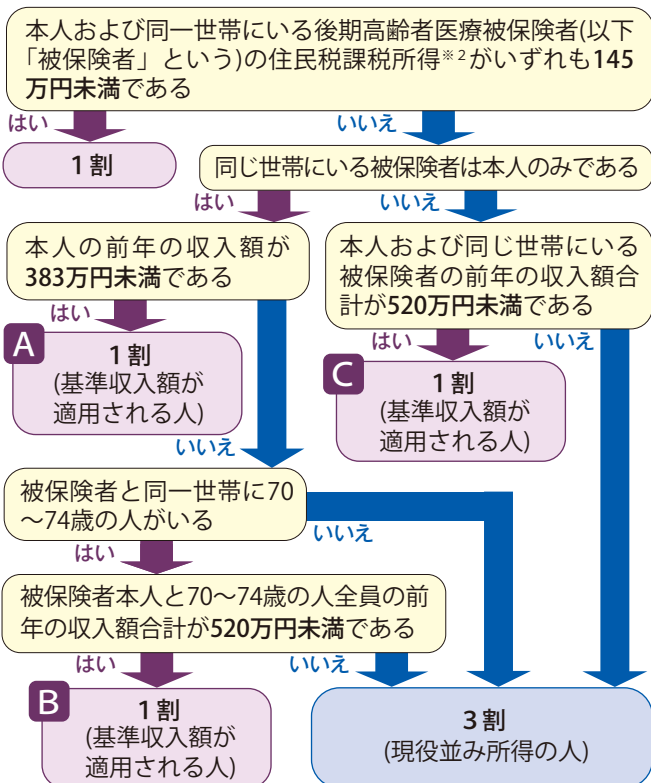 本人および同一世帯にいる後期高齢者医療被保険者(以下
「被保険者」という)の住民税課税所得※2がいずれも145
万円未満である
はい
いいえ
1割
同じ世帯にいる被保険者は本人のみである
はい
いいえ
本人の前年の収入額が
383万円未満である
本人および同じ世帯にいる
被保険者の前年の収入額合
計が520万円未満である
はい
はい
いいえ
A
1割
(基準収入額が
適用される人)
C
1割
(基準収入額が
適用される人)
いいえ
被保険者と同一世帯に70
～74歳の人がいる
いいえ
はい
被保険者本人と70～74歳の人全員の前
年の収入額合計が520万円未満である
はい
いいえ
B
1割
(基準収入額が
適用される人)
3割
(現役並み所得の人)